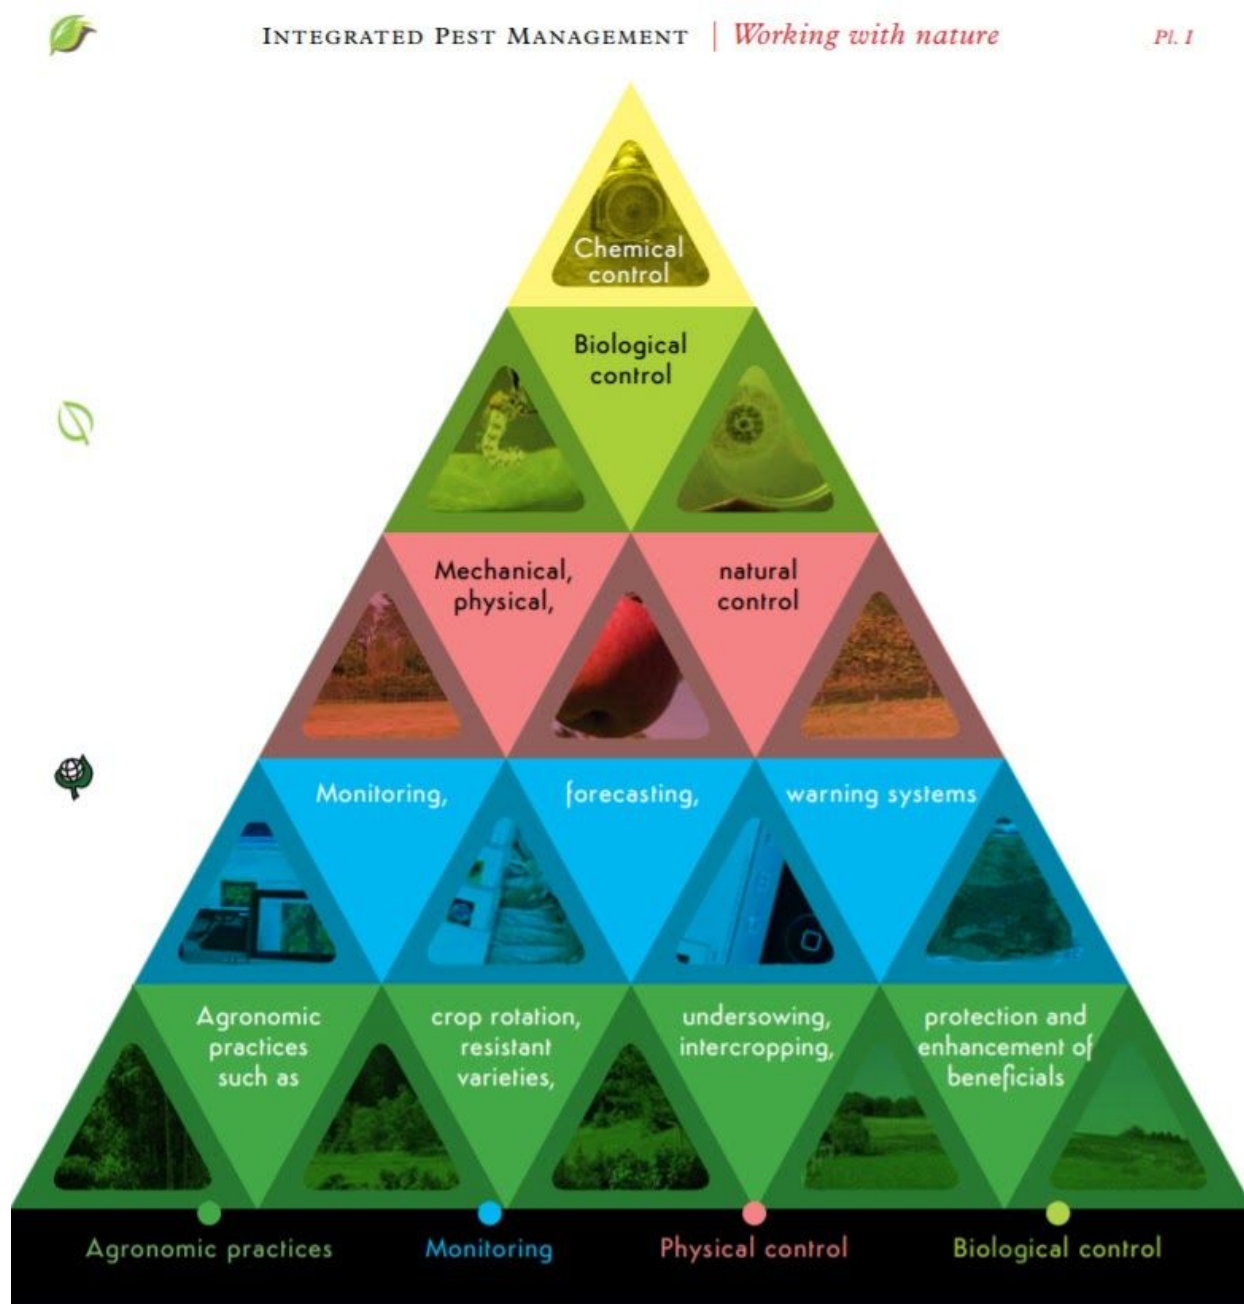 INTEGRATED PEST MANAGEMENT | Working with nature Pl. I
Chemical
control
Biological
control
Mechanical,
physical,
natural
control
Monitoring,
forecasting,
warning systems
Agronomic
practices
such as
crop rotation,
resistant
varieties,
undersowing,
intercropping,
protection and
enhancement of
beneficials
Agronomic practices
Monitoring
Physical control
Biological control